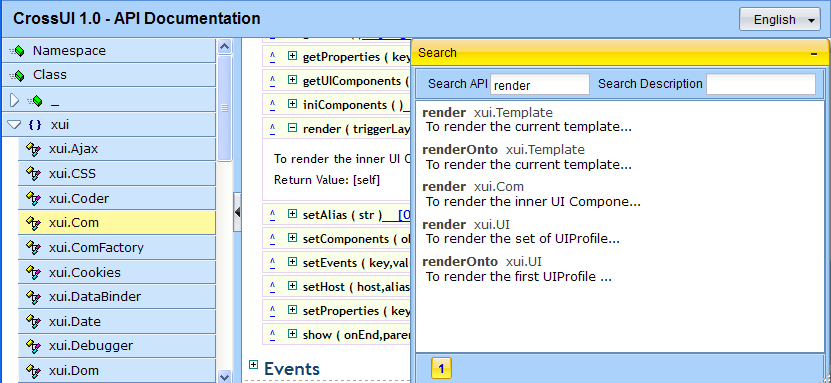 CrossUI 1.0 - API Documentation
English
Namespace
Class
_
{ } xui
xui.Ajax
xui.CSS
xui.Coder
xui.Com
xui.ComFactory
xui.Cookies
xui.DataBinder
xui.Date
xui.Debugger
xui.Dom
^ getProperties ( key
^ getUIComponents (
^ iniComponents ( )
^ render ( triggerLay
To render the inner UI C
Return Value: [self]
^ setAlias ( str ) [O
^ setComponents ( ob
^ setEvents ( key,val
^ setHost ( host,alias
^ setProperties ( key
^ show ( onEnd,paren
Events
Search
Search API render Search Description
render xui.Template
To render the current template...
renderOnto xui.Template
To render the current template...
render xui.Com
To render the inner UI Compone...
render xui.UI
To render the set of UIProfile...
renderOnto xui.UI
To render the first UIProfile ...
1